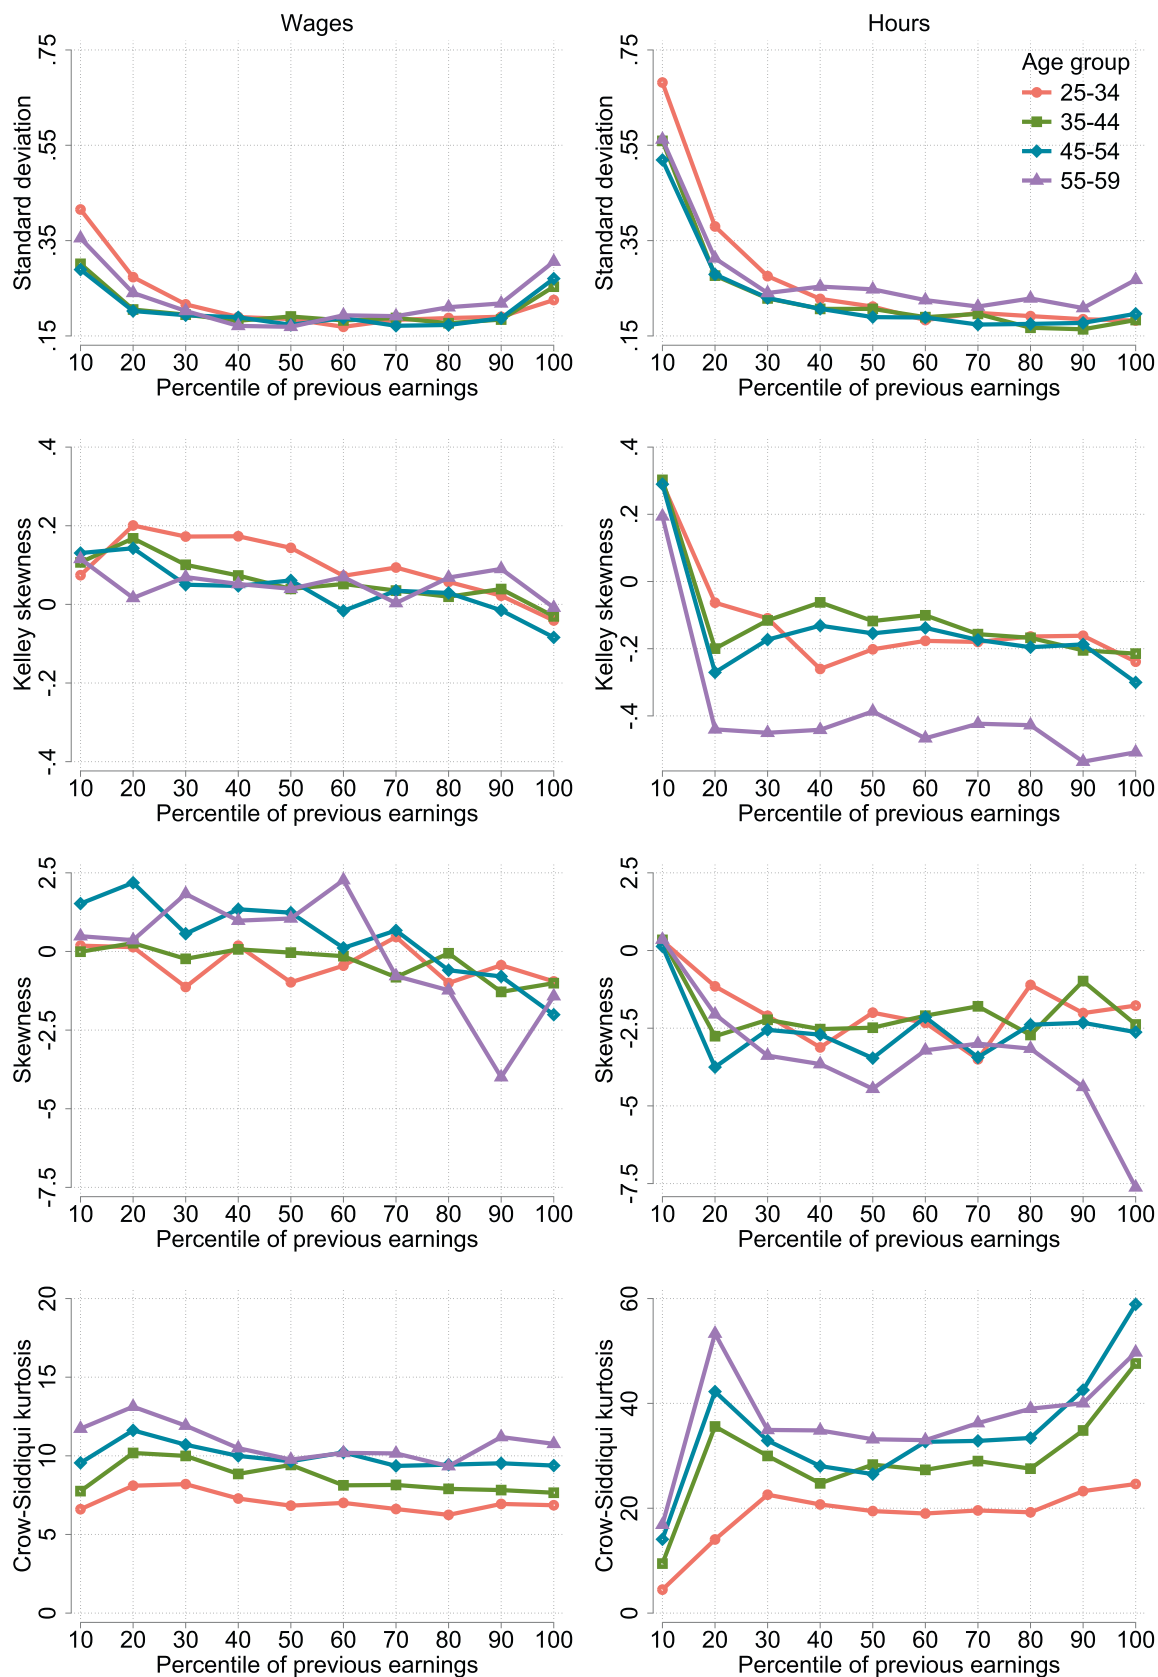 Wages
Standard deviation
.75
.55
.35
.15
10 20 30 40 50 60 70 80 90 100
Percentile of previous earnings
Hours
Age group
25-34
35-44
45-54
55-59
Standard deviation
.75
.55
.35
.15
10 20 30 40 50 60 70 80 90 100
Percentile of previous earnings
Kelley skewness
.4
.2
0
-.2
-.4
10 20 30 40 50 60 70 80 90 100
Percentile of previous earnings
Kelley skewness
.4
.2
0
-.2
-.4
10 20 30 40 50 60 70 80 90 100
Percentile of previous earnings
Skewness
2.5
0
-2.5
-5
-7.5
10 20 30 40 50 60 70 80 90 100
Percentile of previous earnings
Skewness
2.5
0
-2.5
-5
-7.5
10 20 30 40 50 60 70 80 90 100
Percentile of previous earnings
Crow-Siddiqui kurtosis
20
15
10
5
0
10 20 30 40 50 60 70 80 90 100
Percentile of previous earnings
Crow-Siddiqui kurtosis
60
40
20
0
10 20 30 40 50 60 70 80 90 100
Percentile of previous earnings